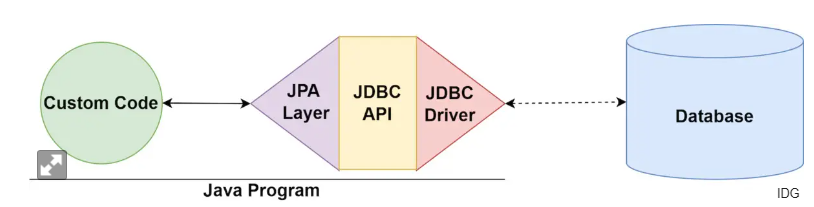 Custom Code
JPA
Layer
JDBC
API
JDBC
Driver
Database
Java Program
IDG